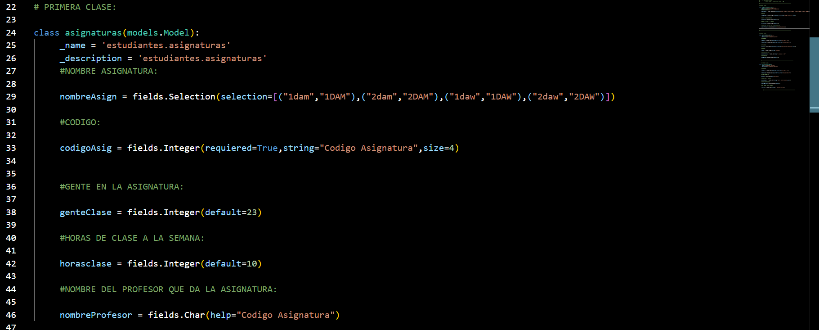 22 # PRIMERA CLASE:
23
24 class asignaturas(models.Model):
25 _name = 'estudiantes.asignaturas'
26 _description = 'estudiantes.asignaturas'
27 #NOMBRE ASIGNATURA:
28
29 nombreAsign = fields.Selection(selection=[("1dam","1DAM"),("2dam","2DAM"),("1daw","1DAW"),("2daw","2DAW")])
30
31 #CODIGO:
32
33 codigoAsig = fields.Integer(requiered=True,string="Codigo Asignatura",size=4)
34
35
36 #GENTE EN LA ASIGNATURA:
37
38 genteClase = fields.Integer(default=23)
39
40 #HORAS DE CLASE A LA SEMANA:
41
42 horasclase = fields.Integer(default=10)
43
44 #NOMBRE DEL PROFESOR QUE DA LA ASIGNATURA:
45
46 nombreProfesor = fields.Char(help="Codigo Asignatura")
47